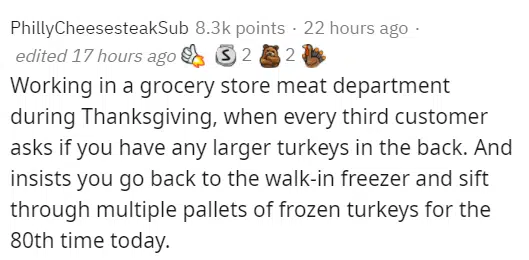 PhillyCheesesteakSub 8.3k points · 22 hours ago ·
edited 17 hours ago S 2 2
Working in a grocery store meat department
during Thanksgiving, when every third customer
asks if you have any larger turkeys in the back. And
insists you go back to the walk-in freezer and sift
through multiple pallets of frozen turkeys for the
80th time today.